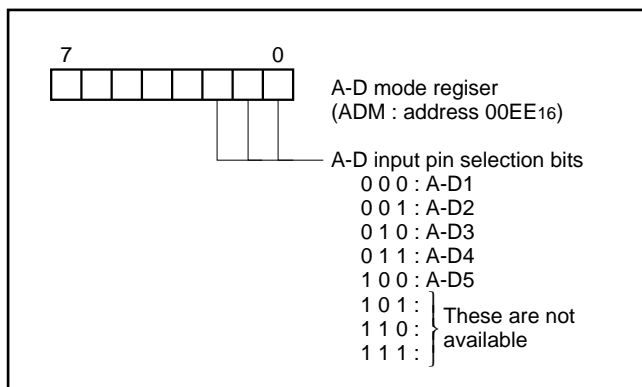 7 0
A-D mode regiser
(ADM : address 00EE16)
A-D input pin selection bits
0 0 0 : A-D1
0 0 1 : A-D2
0 1 0 : A-D3
0 1 1 : A-D4
1 0 0 : A-D5
1 0 1 :
1 1 0 :
1 1 1 :
These are not
available